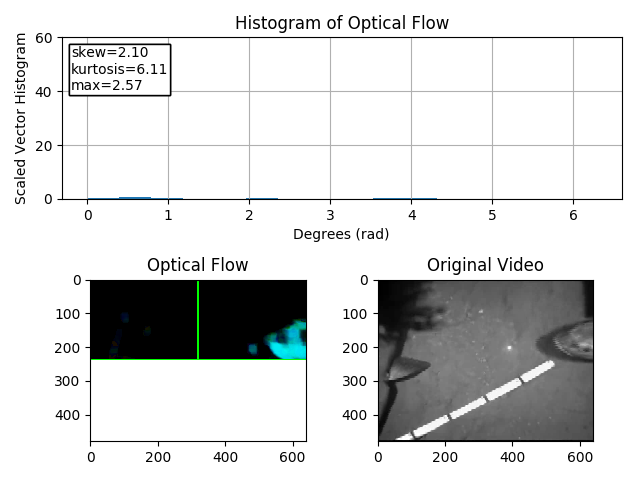 Histogram of Optical Flow
60
skew=2.10
kurtosis=6.11
max=2.57
40
20
0
Scaled Vector Histogram
0 1 2 3 4 5 6
Degrees (rad)
Optical Flow
0
100
200
300
400
0 200 400 600
Original Video
0
100
200
300
400
0 200 400 600